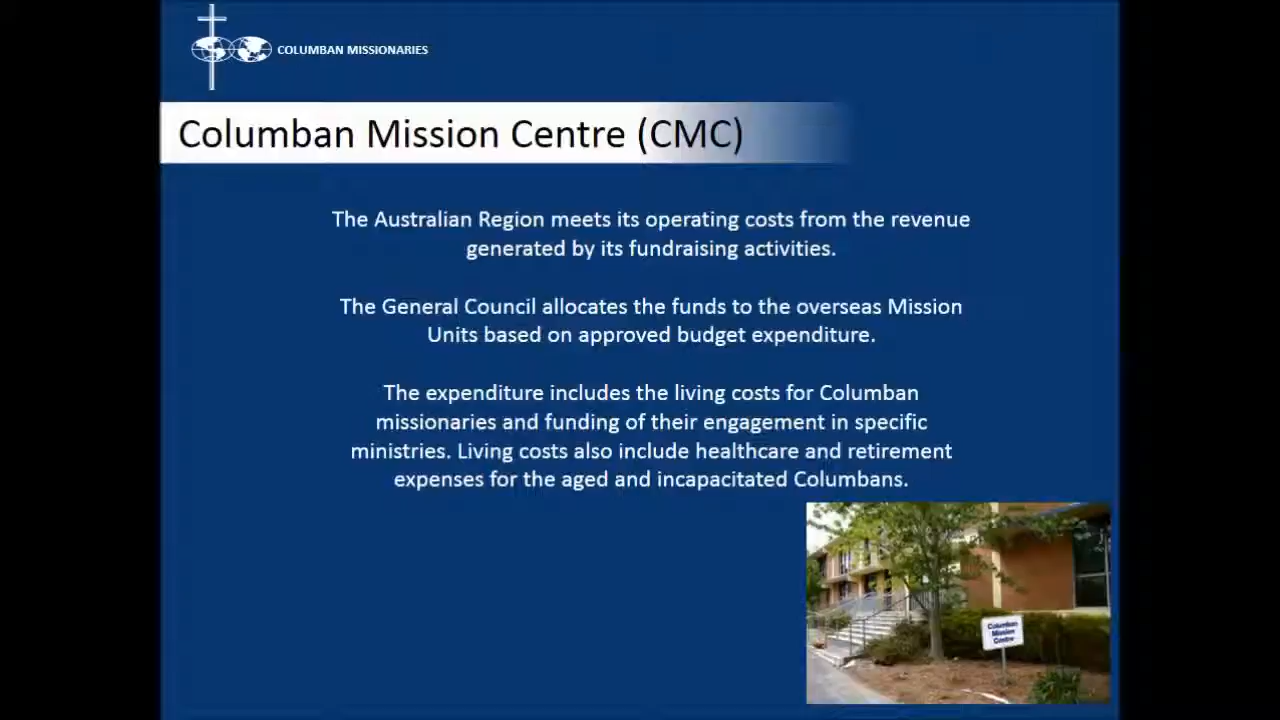 COLUMBAN MISSIONARIES
Columban Mission Centre (CMC)
The Australian Region meets its operating costs from the revenue
generated by its fundraising activities.
The General Council allocates the funds to the overseas Mission
Units based on approved budget expenditure.
The expenditure includes the living costs for Columban
missionaries and funding of their engagement in specific
ministries. Living costs also include healthcare and retirement
expenses for the aged and incapacitated Columbans.
Columban
Mission
Centre